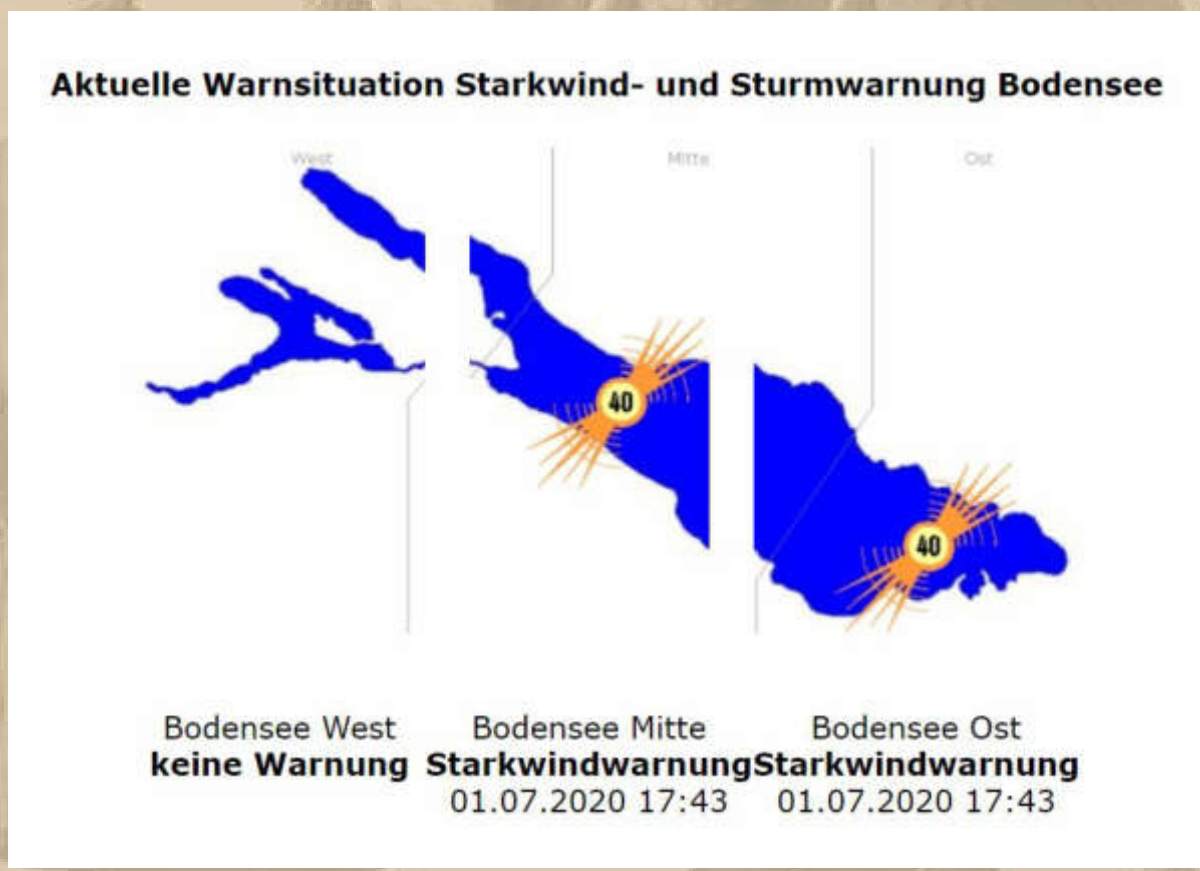 Aktuelle Warnsituation Starkwind- und Sturmwarnung Bodensee
West
Mitte
Ost
40
40
Bodensee West
keine Warnung
Bodensee Mitte
Starkwindwarnung
01.07.2020 17:43
Bodensee Ost
Starkwindwarnung
01.07.2020 17:43